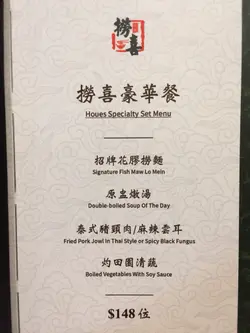 撈喜
撈喜豪華餐
Houes Specialty Set Menu
招牌花膠撈麵
Signature Fish Maw Lo Mein
原盅燉湯
Double-boiled Soup Of The Day
泰式豬頸肉/麻辣雲耳
Fried Pork Jowl In Thai Style or Spicy Black Fungus
灼田園清蔬
Boiled Vegetables With Soy Sauce
$148 位